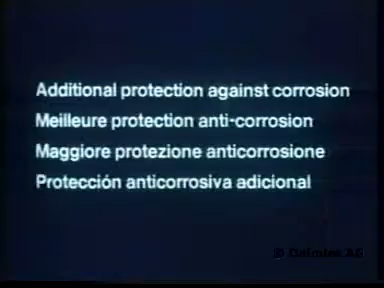 Additional protection against corrosion
Meilleure protection anti-corrosion
Maggiore protezione anticorrosione
Protección anticorrosiva adicional
© Daimler AG